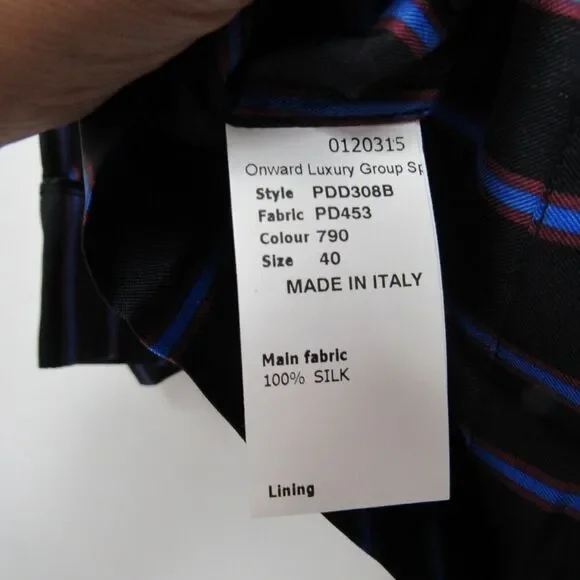 0120315
Onward Luxury Group Sp
Style PDD308B
Fabric PD453
Colour 790
Size 40
MADE IN ITALY
Main fabric
100% SILK
Lining